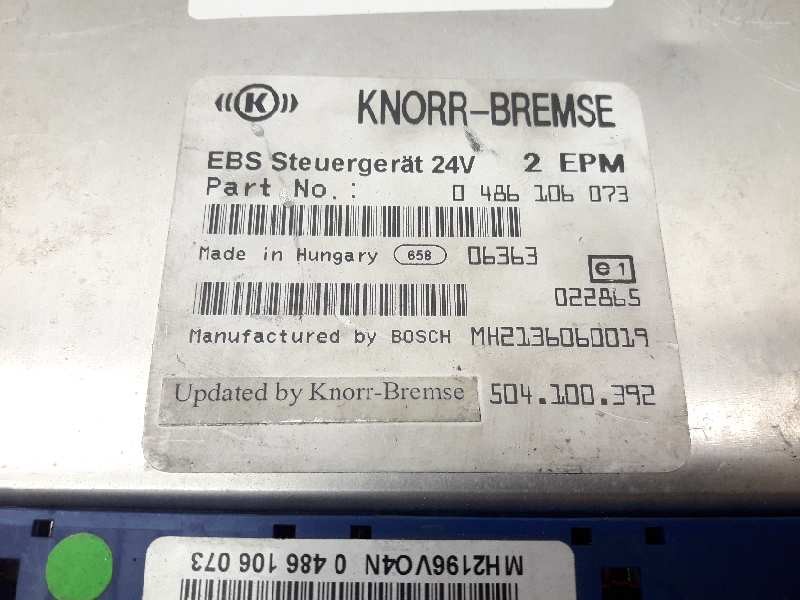 ((K)) KNORR-BREMSE
EBS Steuergerät 24V 2 EPM
Part No.: 0 486 106 073
Made in Hungary 658 06363
e1
022865
Manufactured by BOSCH MH2136060019
Updated by Knorr-Bremse 504.100.392
MH2196VO4N 0 486 106 073